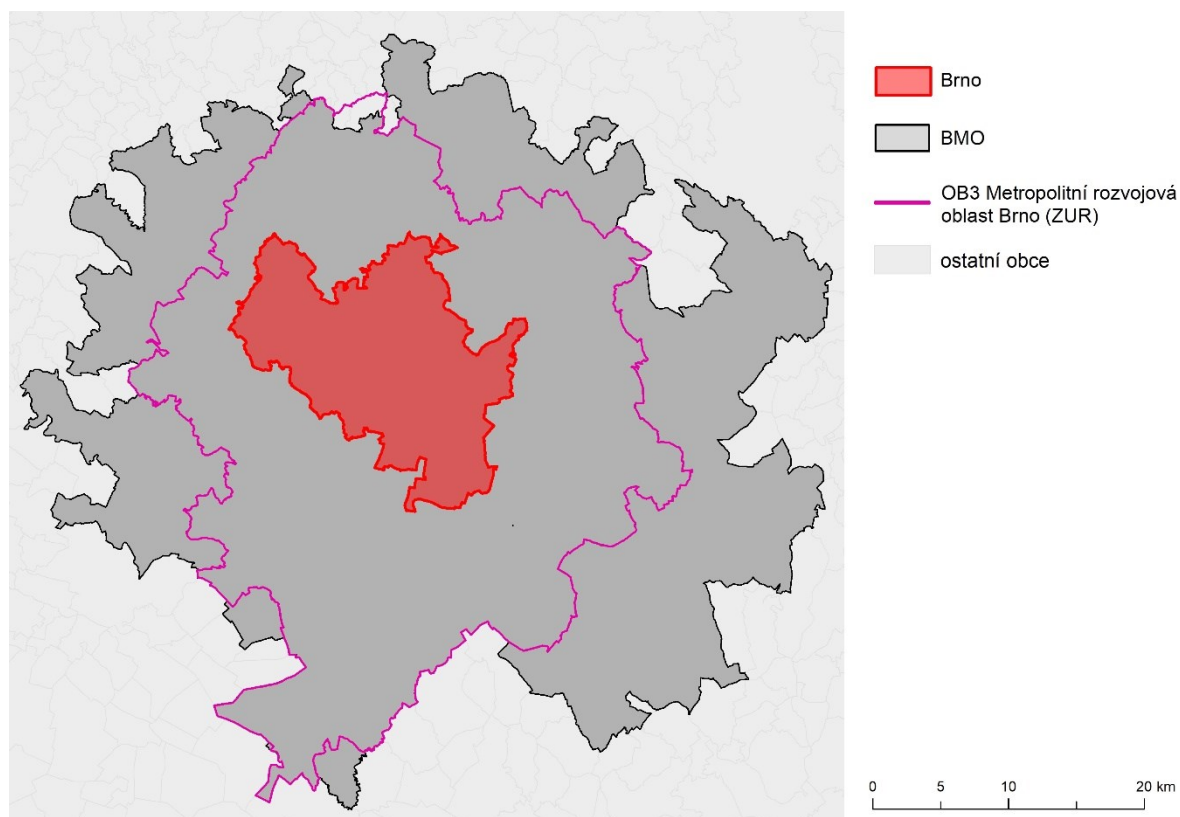 Brno
BMO
OB3 Metropolitní rozvojová
oblast Brno (ZUR)
ostatní obce
0 5 10 20 km